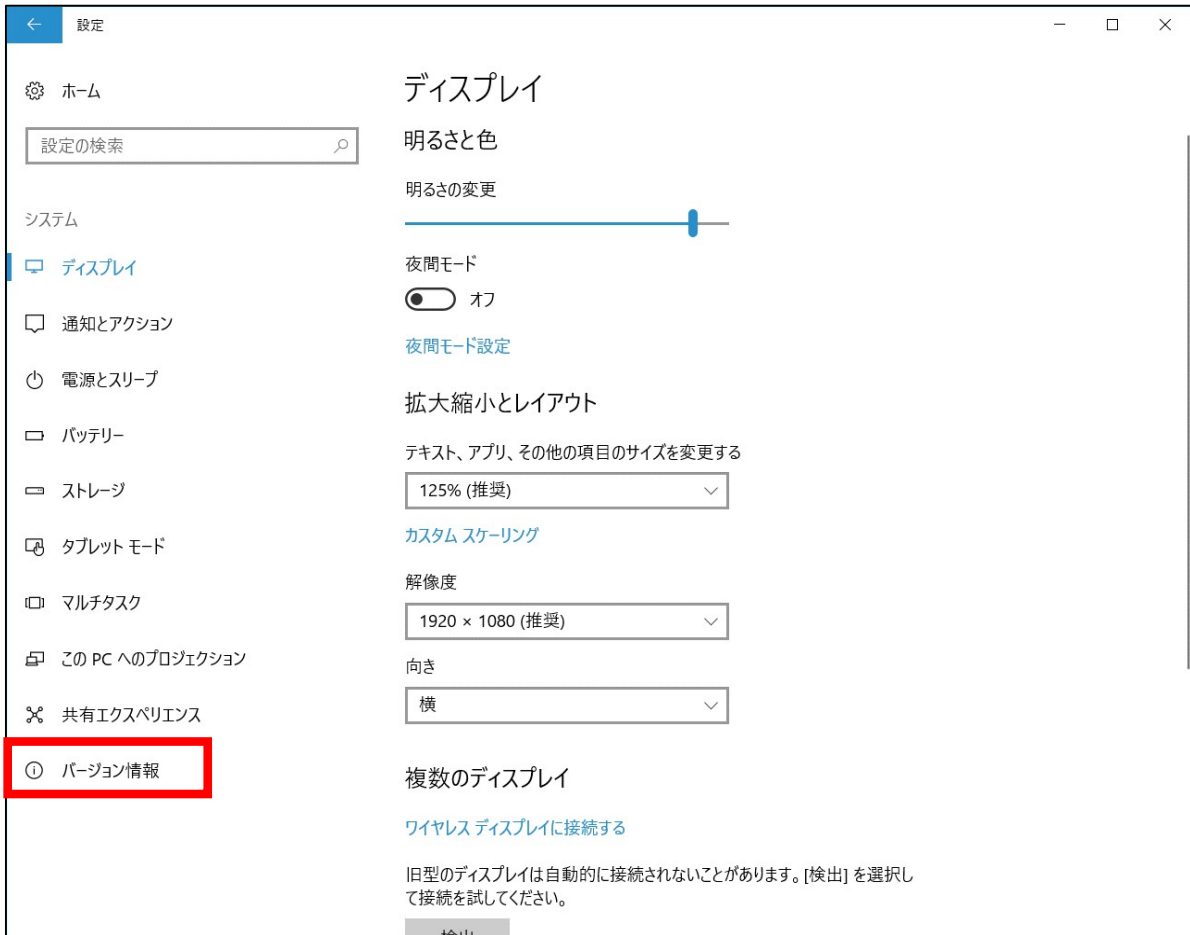 設定
ホーム
設定の検索
システム
ディスプレイ
通知とアクション
電源とスリープ
バッテリー
ストレージ
タブレット モード
マルチタスク
この PC へのプロジェクション
共有エクスペリエンス
バージョン情報
ディスプレイ
明るさと色
明るさの変更
夜間モード
オフ
夜間モード設定
拡大縮小とレイアウト
テキスト、アプリ、その他の項目のサイズを変更する
125% (推奨)
カスタム スケーリング
解像度
1920 × 1080 (推奨)
向き
横
複数のディスプレイ
ワイヤレス ディスプレイに接続する
旧型のディスプレイは自動的に接続されないことがあります。[検出] を選択し
て接続を試してください。
検出